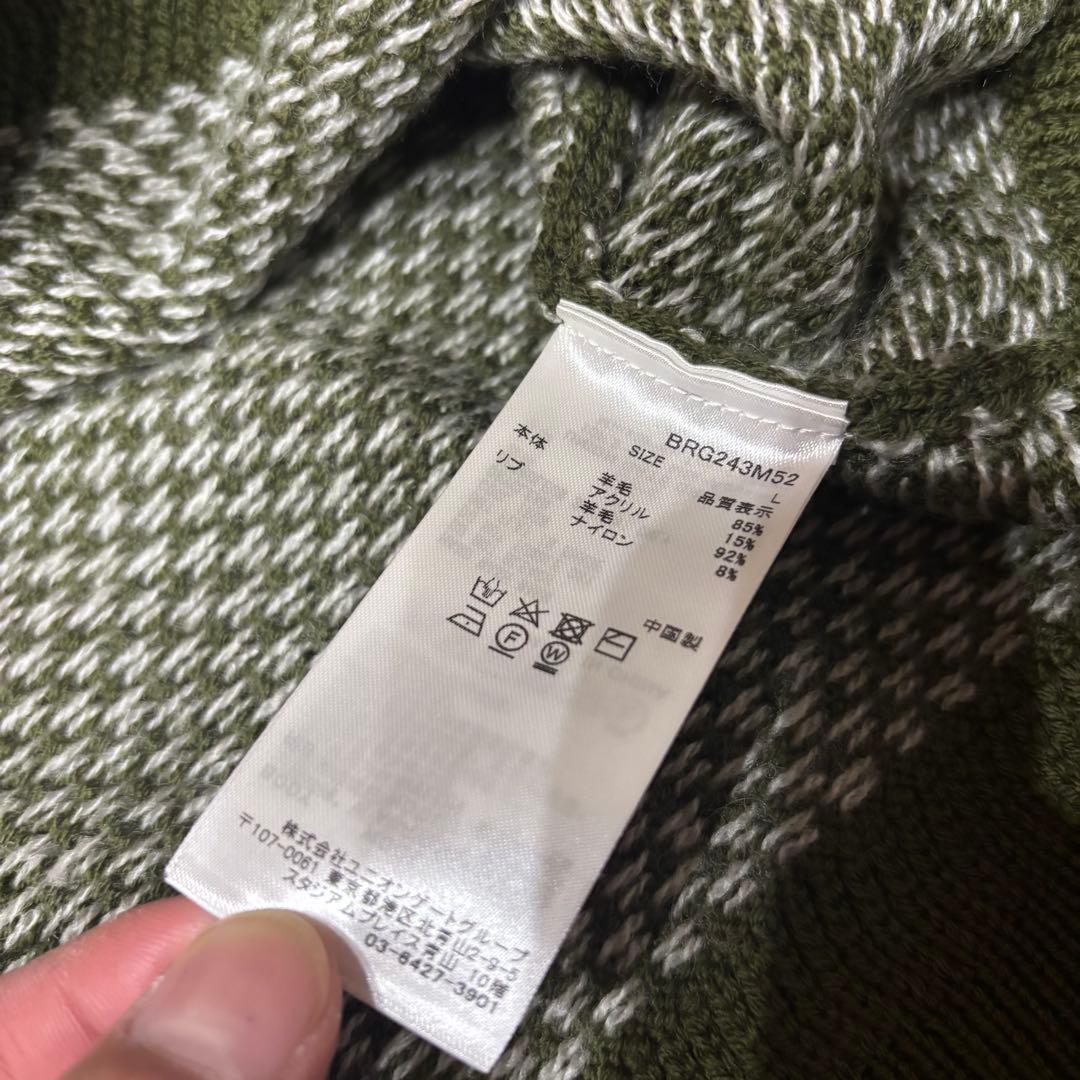 BRG243M52
SIZE L
品質表示
本体 羊毛 85%
アクリル 15%
リブ 羊毛 92%
ナイロン 8%
中国製
F W
株式会社ユニオンゲートグループ
〒107-0061 東京都港区北青山2-9-5
スタジアムプレイス青山 10階
03-6427-3901